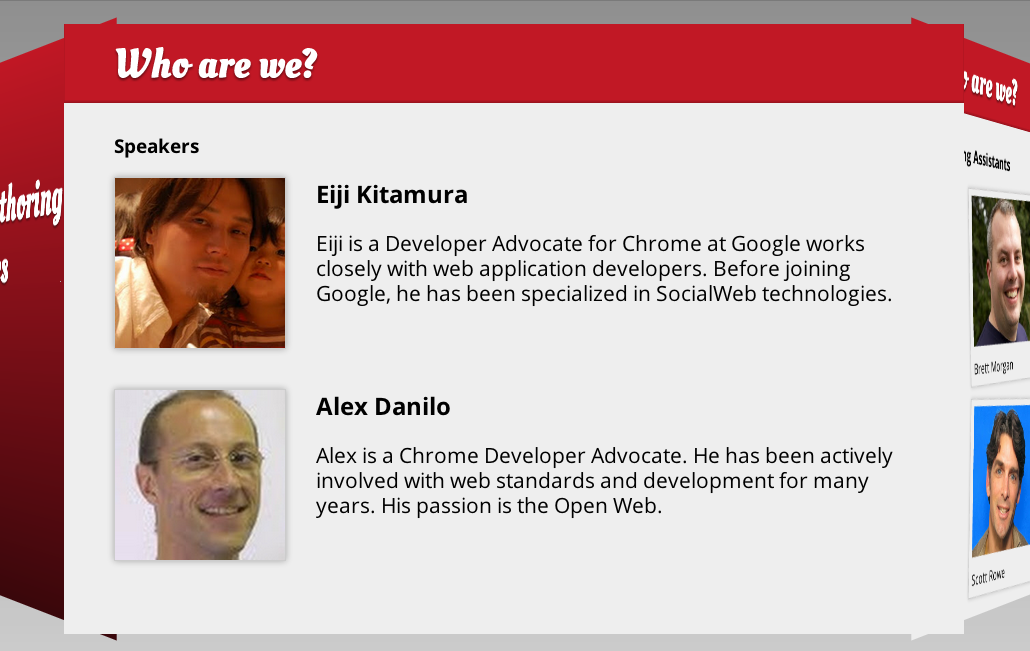 Who are we?
Speakers
Eiji Kitamura
Eiji is a Developer Advocate for Chrome at Google works
closely with web application developers. Before joining
Google, he has been specialized in SocialWeb technologies.
Alex Danilo
Alex is a Chrome Developer Advocate. He has been actively
involved with web standards and development for many
years. His passion is the Open Web.
thoring
are we?
Assistants
Brett Morgan
Scott Rowe